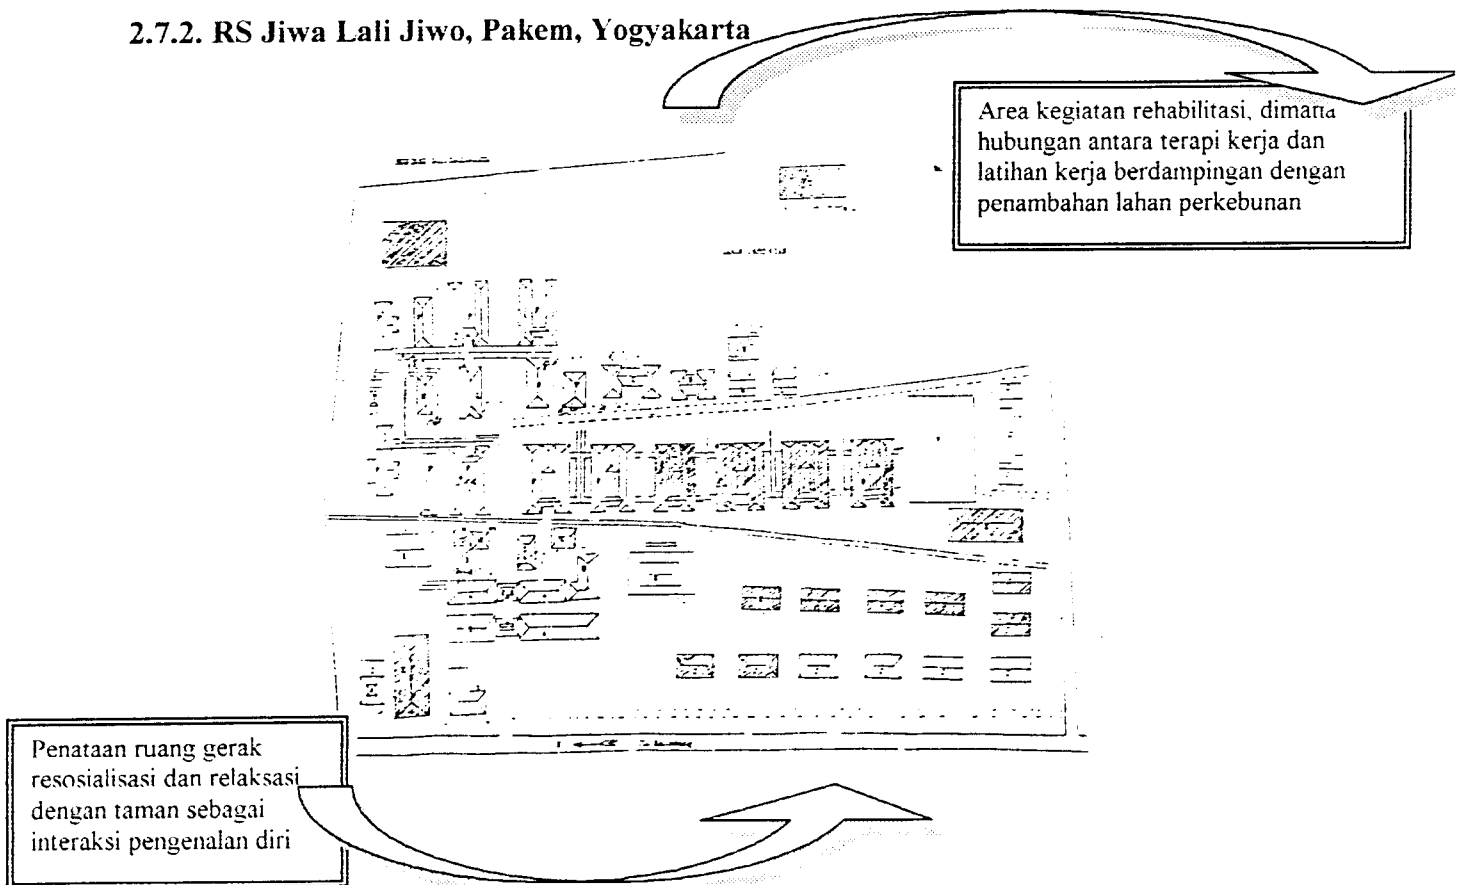 2.7.2. RS Jiwa Lali Jiwo, Pakem, Yogyakarta
Area kegiatan rehabilitasi, dimana
hubungan antara terapi kerja dan
latihan kerja berdampingan dengan
penambahan lahan perkebunan
Penataan ruang gerak
resosialisasi dan relaksasi
dengan taman sebagai
interaksi pengenalan diri